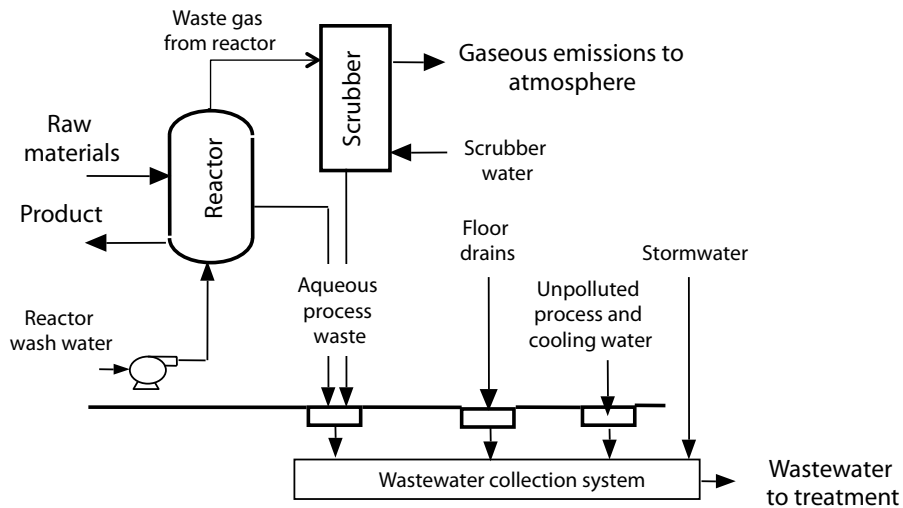 Waste gas
from reactor
Scrubber
Gaseous emissions to
atmosphere
Raw
materials
Reactor
Scrubber
water
Product
Floor
drains
Stormwater
Aqueous
process
waste
Unpolluted
process and
cooling water
Reactor
wash water
Wastewater collection system
Wastewater
to treatment